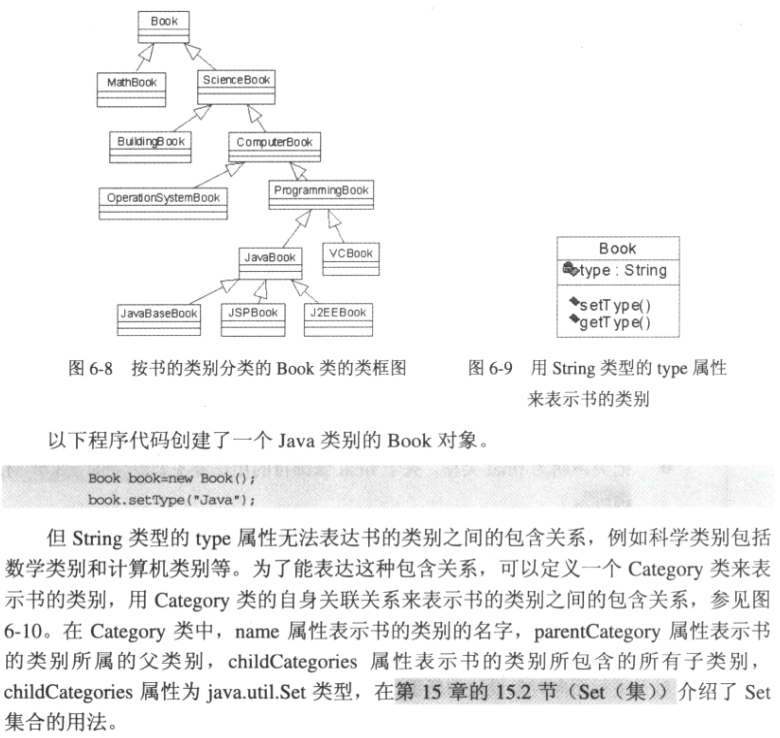 Book
MathBook
ScienceBook
BuildingBook
ComputerBook
OperationSystemBook
ProgrammingBook
JavaBook
VCBook
JavaBaseBook
JSPBook
J2EEBook
Book
type : String
setType()
getType()
图 6-8 按书的类别分类的 Book 类的类框图
图 6-9 用 String 类型的 type 属性
来表示书的类别
以下程序代码创建了一个 Java 类别的 Book 对象。
Book book=new Book();
book.setType("Java");
但 String 类型的 type 属性无法表达书的类别之间的包含关系，例如科学类别包括
数学类别和计算机类别等。为了能表达这种包含关系，可以定义一个 Category 类来表
示书的类别，用 Category 类的自身关联关系来表示书的类别之间的包含关系，参见图
6-10。在 Category 类中，name 属性表示书的类别的名字，parentCategory 属性表示书
的类别所属的父类别，childCategories 属性表示书的类别所包含的所有子类别，
childCategories 属性为 java.util.Set 类型，在第 15 章的 15.2 节（Set（集））介绍了 Set
集合的用法。